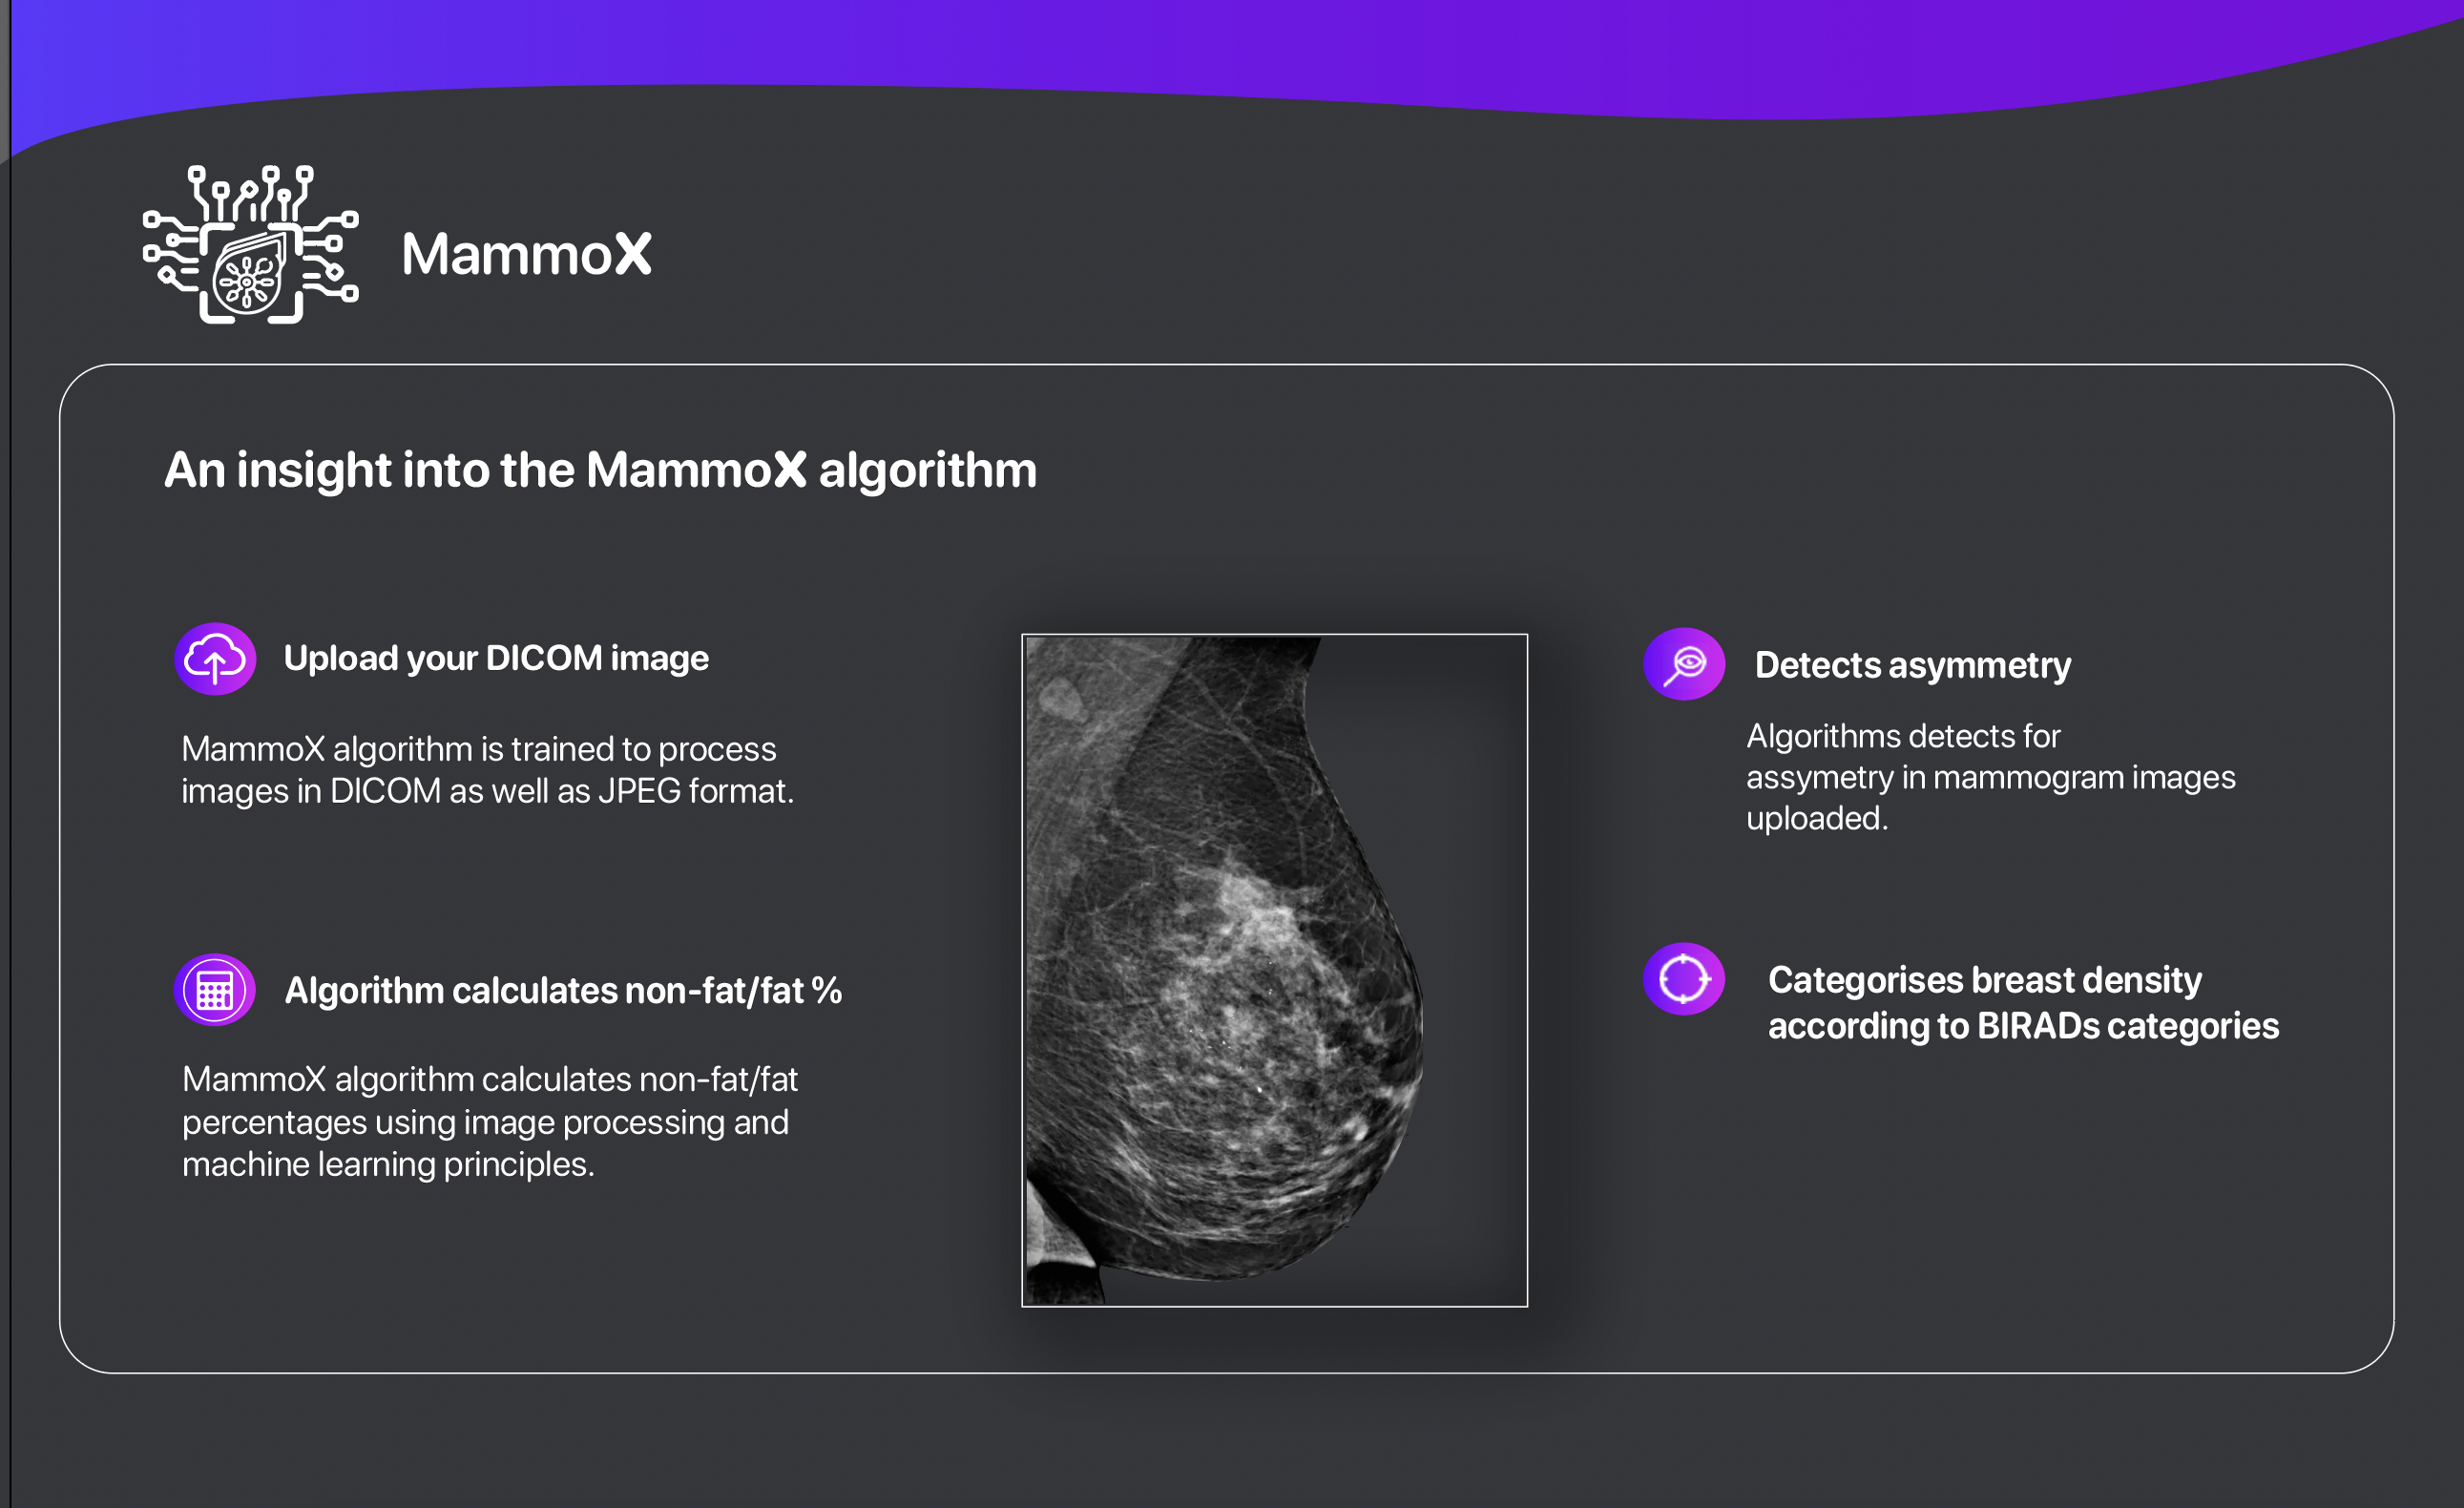 MammoX
An insight into the MammoX algorithm
Upload your DICOM image
MammoX algorithm is trained to process
images in DICOM as well as JPEG format.
Algorithm calculates non-fat/fat %
MammoX algorithm calculates non-fat/fat
percentages using image processing and
machine learning principles.
Detects asymmetry
Algorithms detects for
assymetry in mammogram images
uploaded.
Categorises breast density
according to BIRADs categories